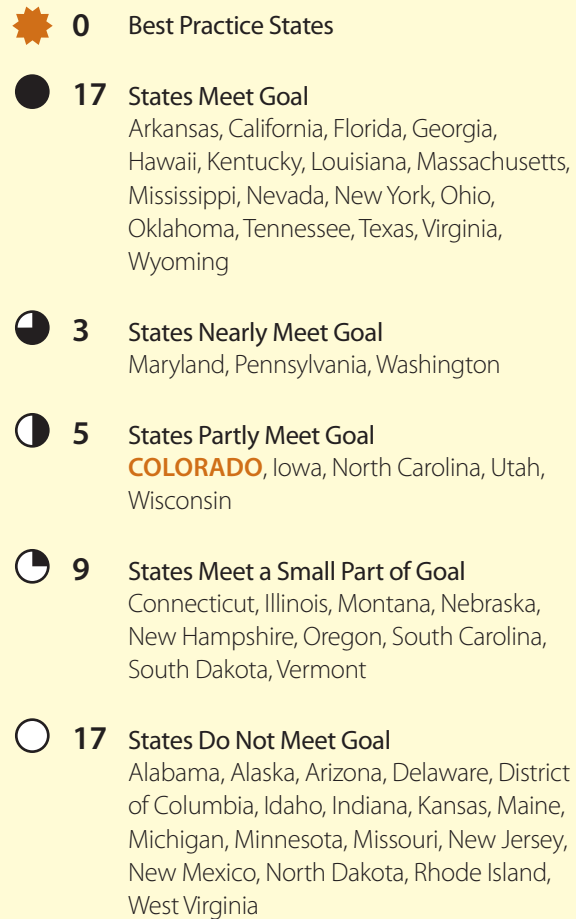 0 Best Practice States
17 States Meet Goal
Arkansas, California, Florida, Georgia,
Hawaii, Kentucky, Louisiana, Massachusetts,
Mississippi, Nevada, New York, Ohio,
Oklahoma, Tennessee, Texas, Virginia,
Wyoming
3 States Nearly Meet Goal
Maryland, Pennsylvania, Washington
5 States Partly Meet Goal
COLORADO, Iowa, North Carolina, Utah,
Wisconsin
9 States Meet a Small Part of Goal
Connecticut, Illinois, Montana, Nebraska,
New Hampshire, Oregon, South Carolina,
South Dakota, Vermont
17 States Do Not Meet Goal
Alabama, Alaska, Arizona, Delaware, District
of Columbia, Idaho, Indiana, Kansas, Maine,
Michigan, Minnesota, Missouri, New Jersey,
New Mexico, North Dakota, Rhode Island,
West Virginia